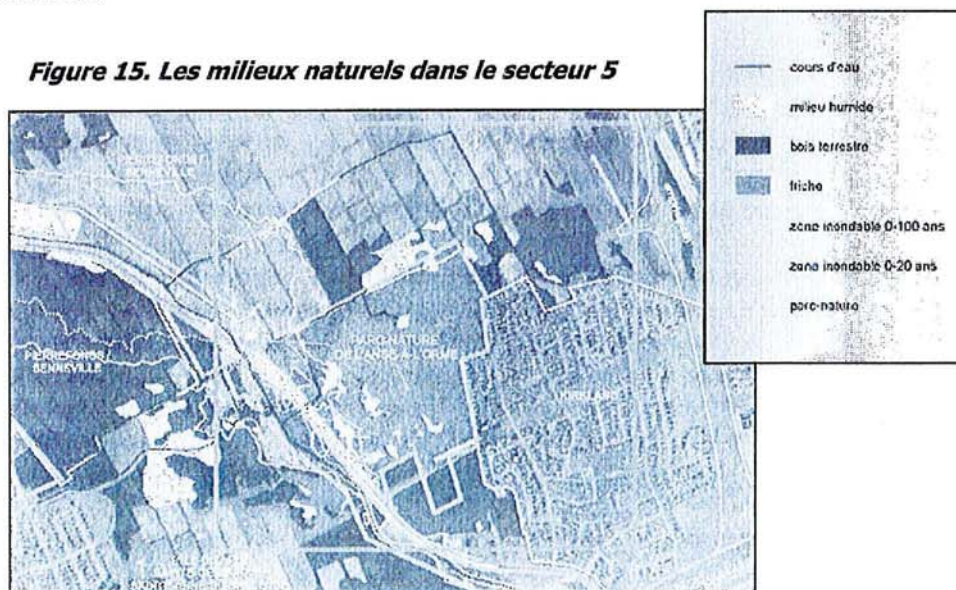 Figure 15. Les milieux naturels dans le secteur 5
cours d'eau
milieu humide
bois terrestre
friche
zone inondable 0-100 ans
zone inondable 0-20 ans
parc-nature
PIERREFONDS /
SENNEVILLE
PARC-NATURE
DE L'ANSE-À-L'ORME
KIRKLAND